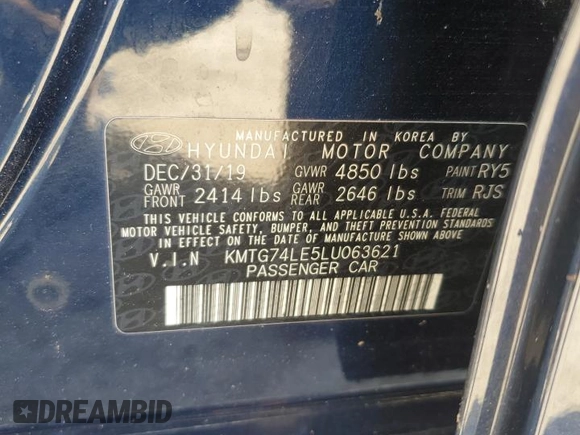 MANUFACTURED IN KOREA BY
HYUNDAI MOTOR COMPANY
DEC/31/19 GVWR 4850 lbs PAINT RY5
GAWR FRONT 2414 lbs GAWR REAR 2646 lbs TRIM RJS
THIS VEHICLE CONFORMS TO ALL APPLICABLE U.S.A. FEDERAL
MOTOR VEHICLE SAFETY, BUMPER, AND THEFT PREVENTION STANDARDS
IN EFFECT ON THE DATE OF MANUFACTURE SHOWN ABOVE.
V.I.N KMTG74LE5LU063621
PASSENGER CAR
DREAMBID